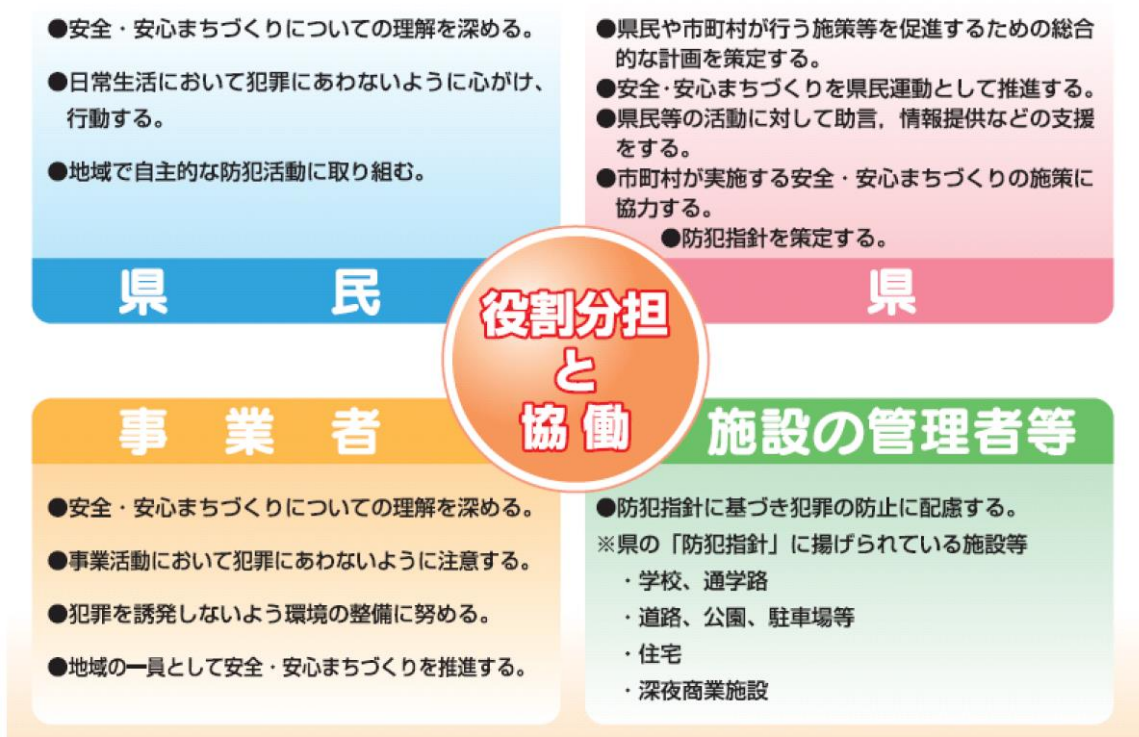 ●安全・安心まちづくりについての理解を深める。
●日常生活において犯罪にあわないように心がけ、
行動する。
●地域で自主的な防犯活動に取り組む。
県民
●県民や市町村が行う施策等を促進するための総合
的な計画を策定する。
●安全・安心まちづくりを県民運動として推進する。
●県民等の活動に対して助言，情報提供などの支援
をする。
●市町村が実施する安全・安心まちづくりの施策に
協力する。
●防犯指針を策定する。
県
役割分担
と
協働
事業者
●安全・安心まちづくりについての理解を深める。
●事業活動において犯罪にあわないように注意する。
●犯罪を誘発しないよう環境の整備に努める。
●地域の一員として安全・安心まちづくりを推進する。
施設の管理者等
●防犯指針に基づき犯罪の防止に配慮する。
※県の「防犯指針」に揚げられている施設等
・学校、通学路
・道路、公園、駐車場等
・住宅
・深夜商業施設